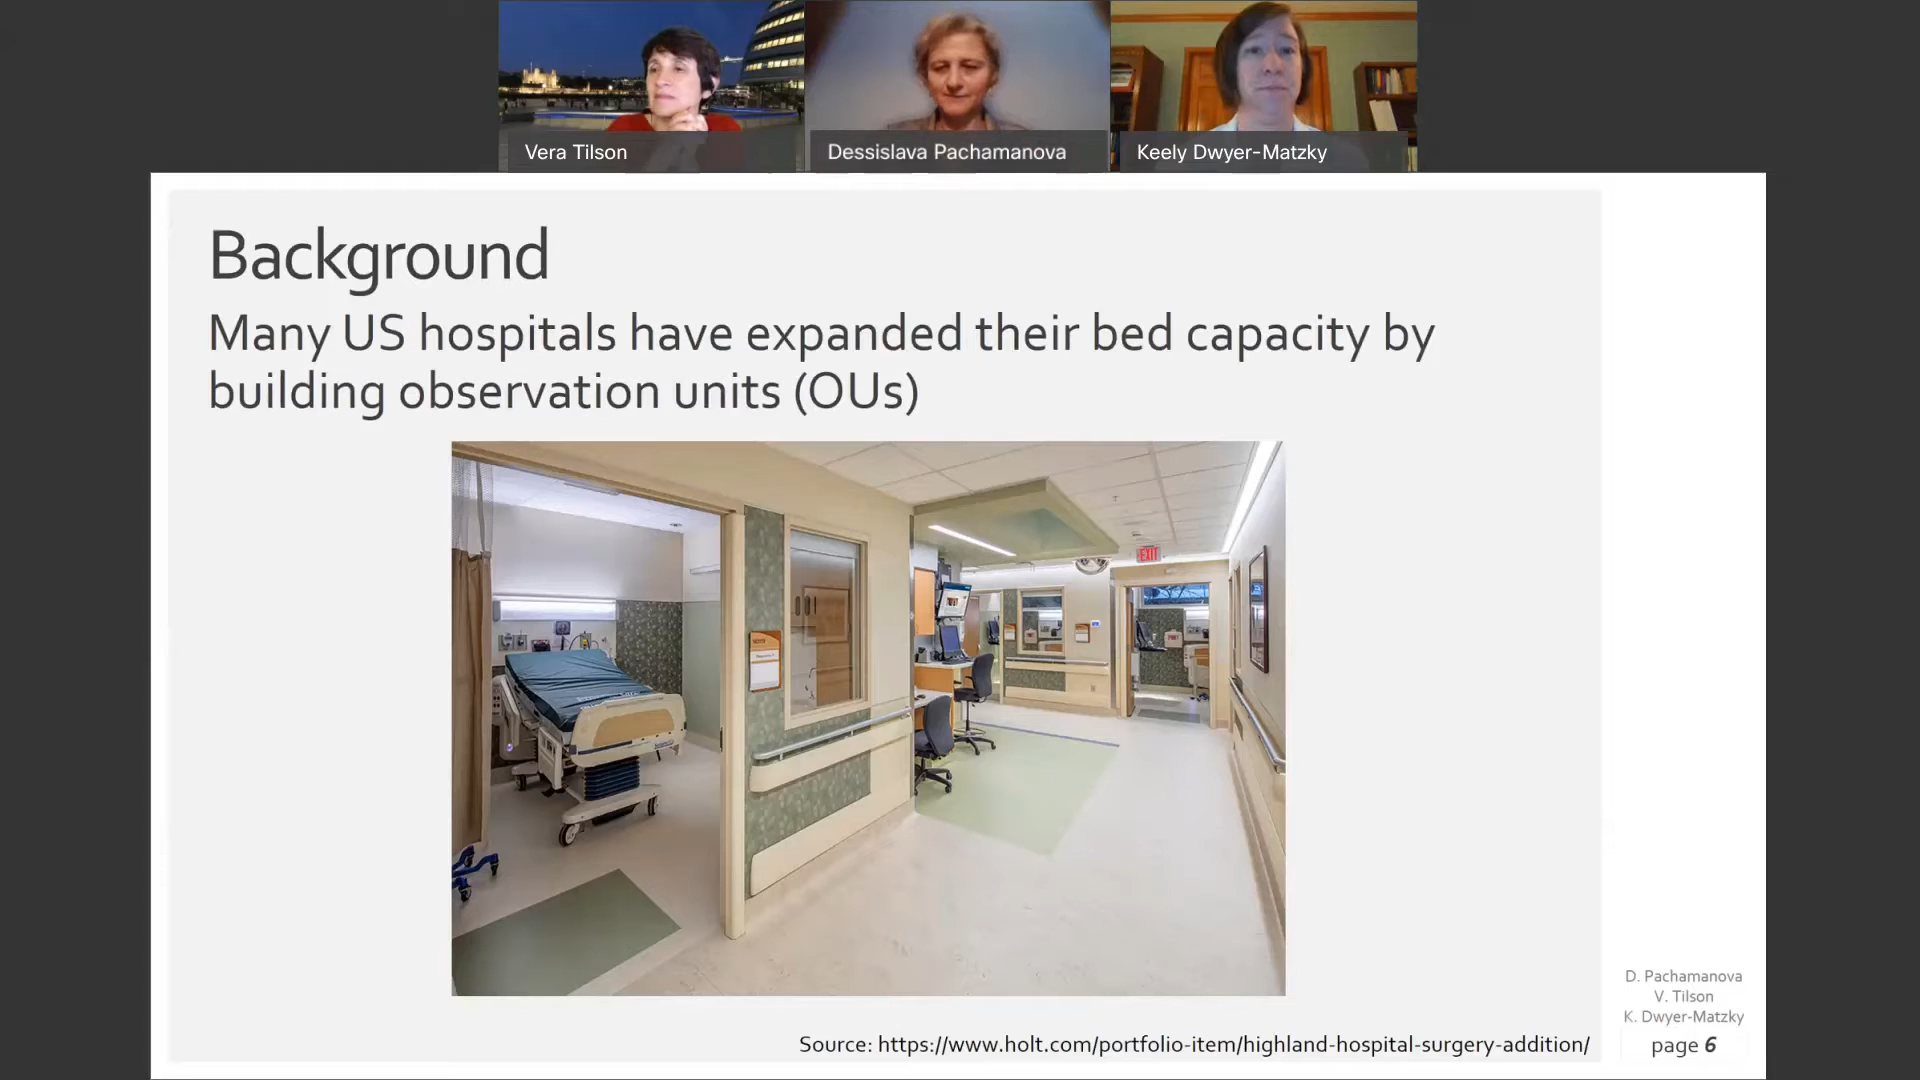 Vera Tilson
Dessislava Pachamanova
Keely Dwyer-Matzky
Background
Many US hospitals have expanded their bed capacity by
building observation units (OUs)
EXIT
Source: https://www.holt.com/portfolio-item/highland-hospital-surgery-addition/
D. Pachamanova
V. Tilson
K. Dwyer-Matzky
page 6